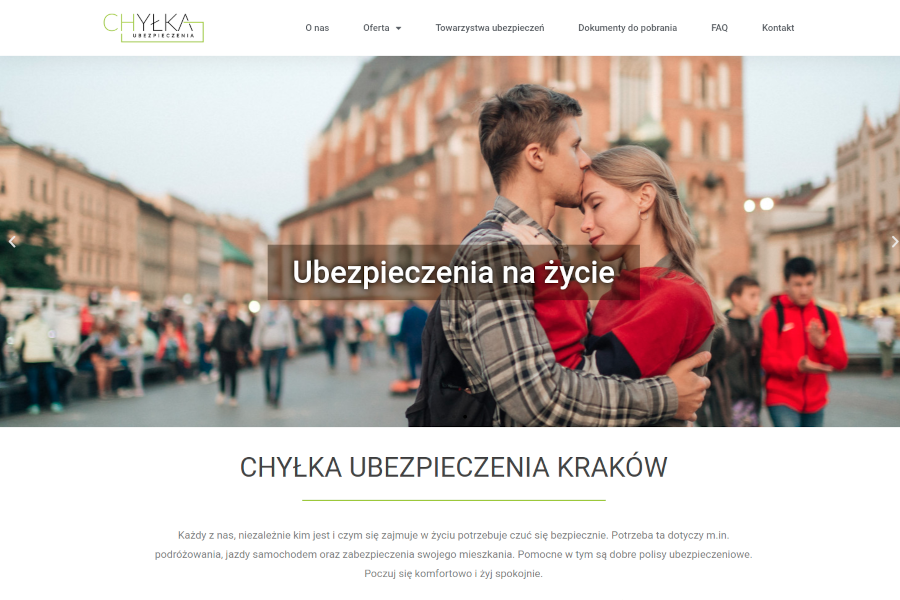 CHYŁKA
UBEZPIECZENIA
O nas
Oferta
Towarzystwa ubezpieczeń
Dokumenty do pobrania
FAQ
Kontakt
Ubezpieczenia na życie
CHYŁKA UBEZPIECZENIA KRAKÓW
Każdy z nas, niezależnie kim jest i czym się zajmuje w życiu potrzebuje czuć się bezpiecznie. Potrzeba ta dotyczy m.in.
podróżowania, jazdy samochodem oraz zabezpieczenia swojego mieszkania. Pomocne w tym są dobre polisy ubezpieczeniowe.
Poczuj się komfortowo i żyj spokojnie.